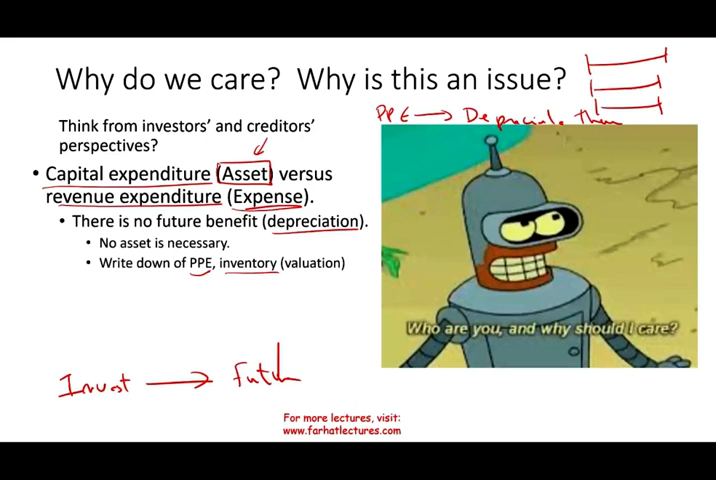 Why do we care? Why is this an issue?
PPE → Depreciate them
Think from investors' and creditors'
perspectives?
• Capital expenditure (Asset) versus
revenue expenditure (Expense).
• There is no future benefit (depreciation).
• No asset is necessary.
• Write down of PPE, inventory (valuation)
Who are you, and why should I care?
Invest →
For more lectures, visit:
www.farhatlectures.com